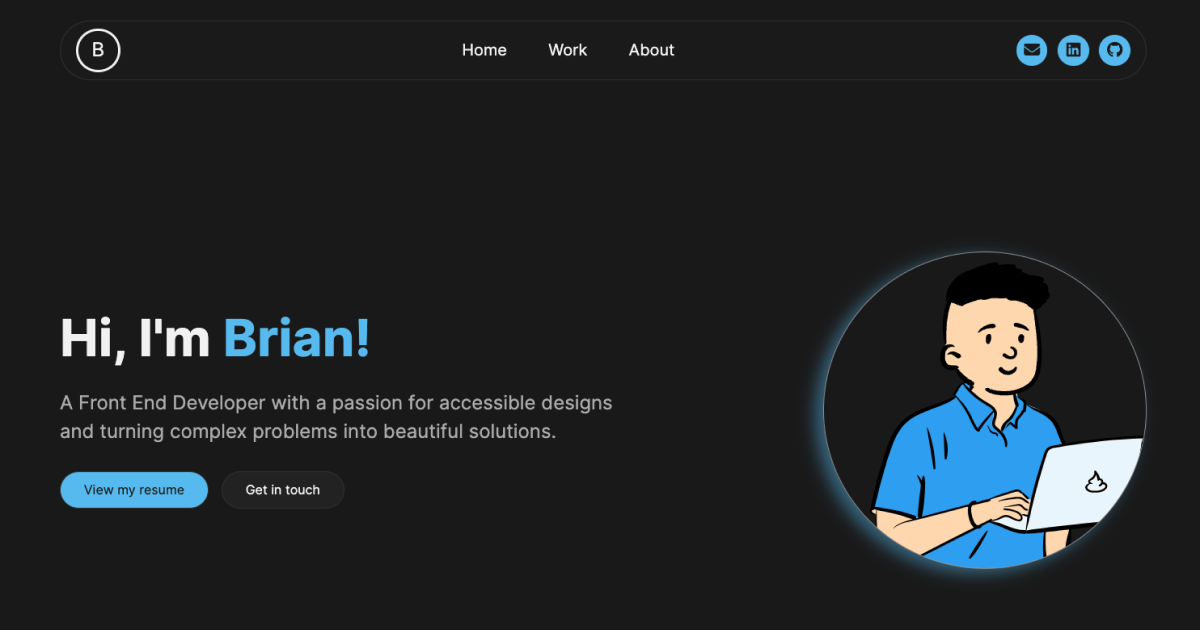 B
Home Work About
Hi, I'm Brian!
A Front End Developer with a passion for accessible designs
and turning complex problems into beautiful solutions.
View my resume Get in touch